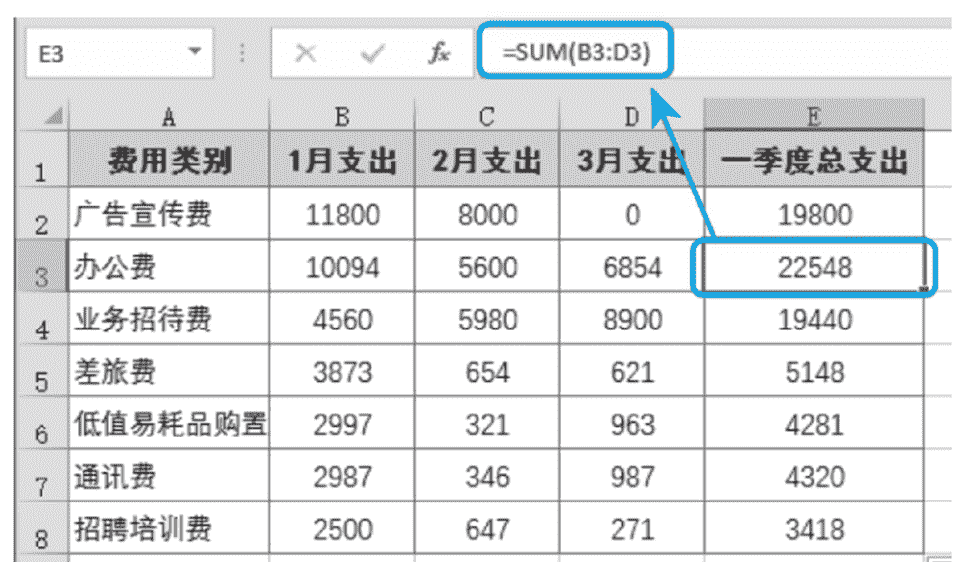 E3 fx =SUM(B3:D3)
A B C D E
1 费用类别 1月支出 2月支出 3月支出 一季度总支出
2 广告宣传费 11800 8000 0 19800
3 办公费 10094 5600 6854 22548
4 业务招待费 4560 5980 8900 19440
5 差旅费 3873 654 621 5148
6 低值易耗品购置 2997 321 963 4281
7 通讯费 2987 346 987 4320
8 招聘培训费 2500 647 271 3418